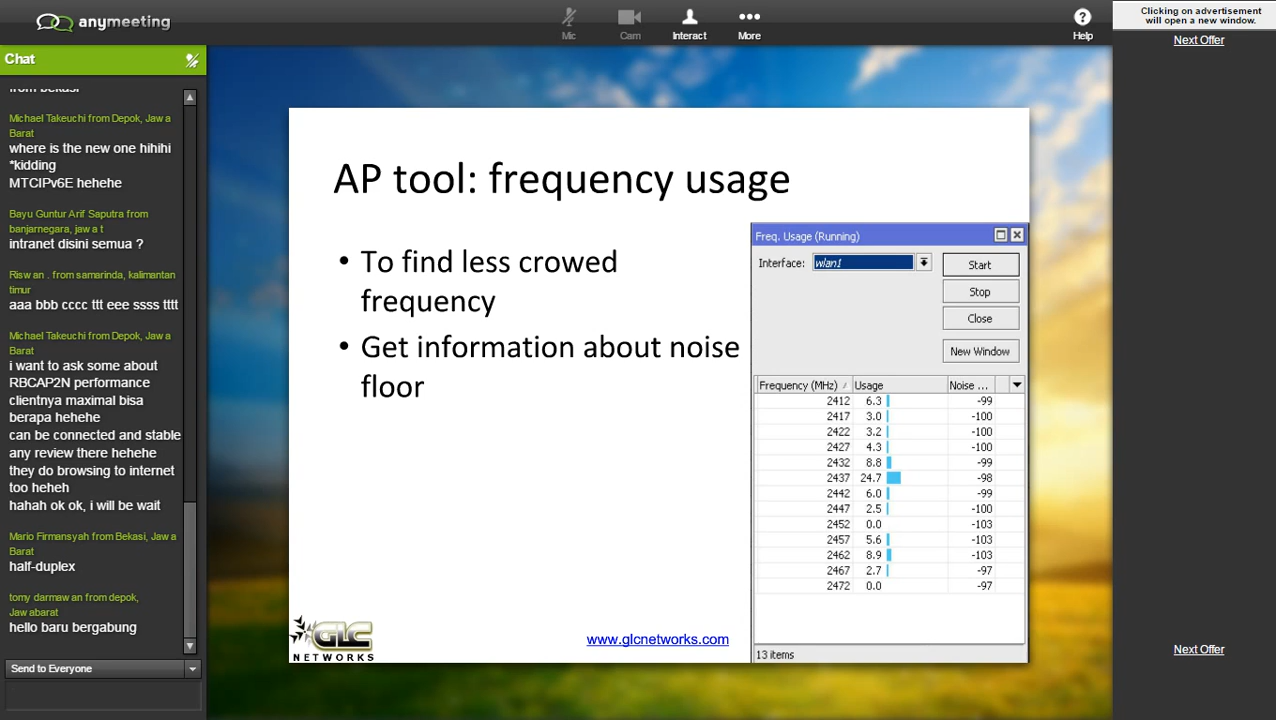 anymeeting
Mic
Cam
Interact
More
Help
Clicking on advertisement
will open a new window.
Next Offer
Chat
Michael Takeuchi from Depok, Jawa
Barat
where is the new one hihihi
*kidding
MTCIPv6E hehehe
Bayu Guntur Arif Saputra from
banjarnegara, jawa t
intranet disini semua ?
Riswan . from samarinda, kalimantan
timur
aaa bbb cccc ttt eee ssss tttt
Michael Takeuchi from Depok, Jawa
Barat
i want to ask some about
RBCAP2N performance
clientnya maximal bisa
berapa hehehe
can be connected and stable
any review there hehehe
they do browsing to internet
too heheh
hahah ok ok, i will be wait
Mario Firmansyah from Bekasi, Jawa
Barat
half-duplex
tomy darmawan from depok,
Jawabarat
hello baru bergabung
Send to Everyone
AP tool: frequency usage
• To find less crowed
frequency
• Get information about noise
floor
Freq. Usage (Running)
Interface: wlan1
Start
Stop
Close
New Window
Frequency (MHz) Usage Noise ...
2412 6.3 -99
2417 3.0 -100
2422 3.2 -100
2427 4.3 -100
2432 8.8 -99
2437 24.7 -98
2442 6.0 -99
2447 2.5 -100
2452 0.0 -103
2457 5.6 -103
2462 8.9 -103
2467 2.7 -97
2472 0.0 -97
13 items
GLC
NETWORKS
www.glcnetworks.com
Next Offer